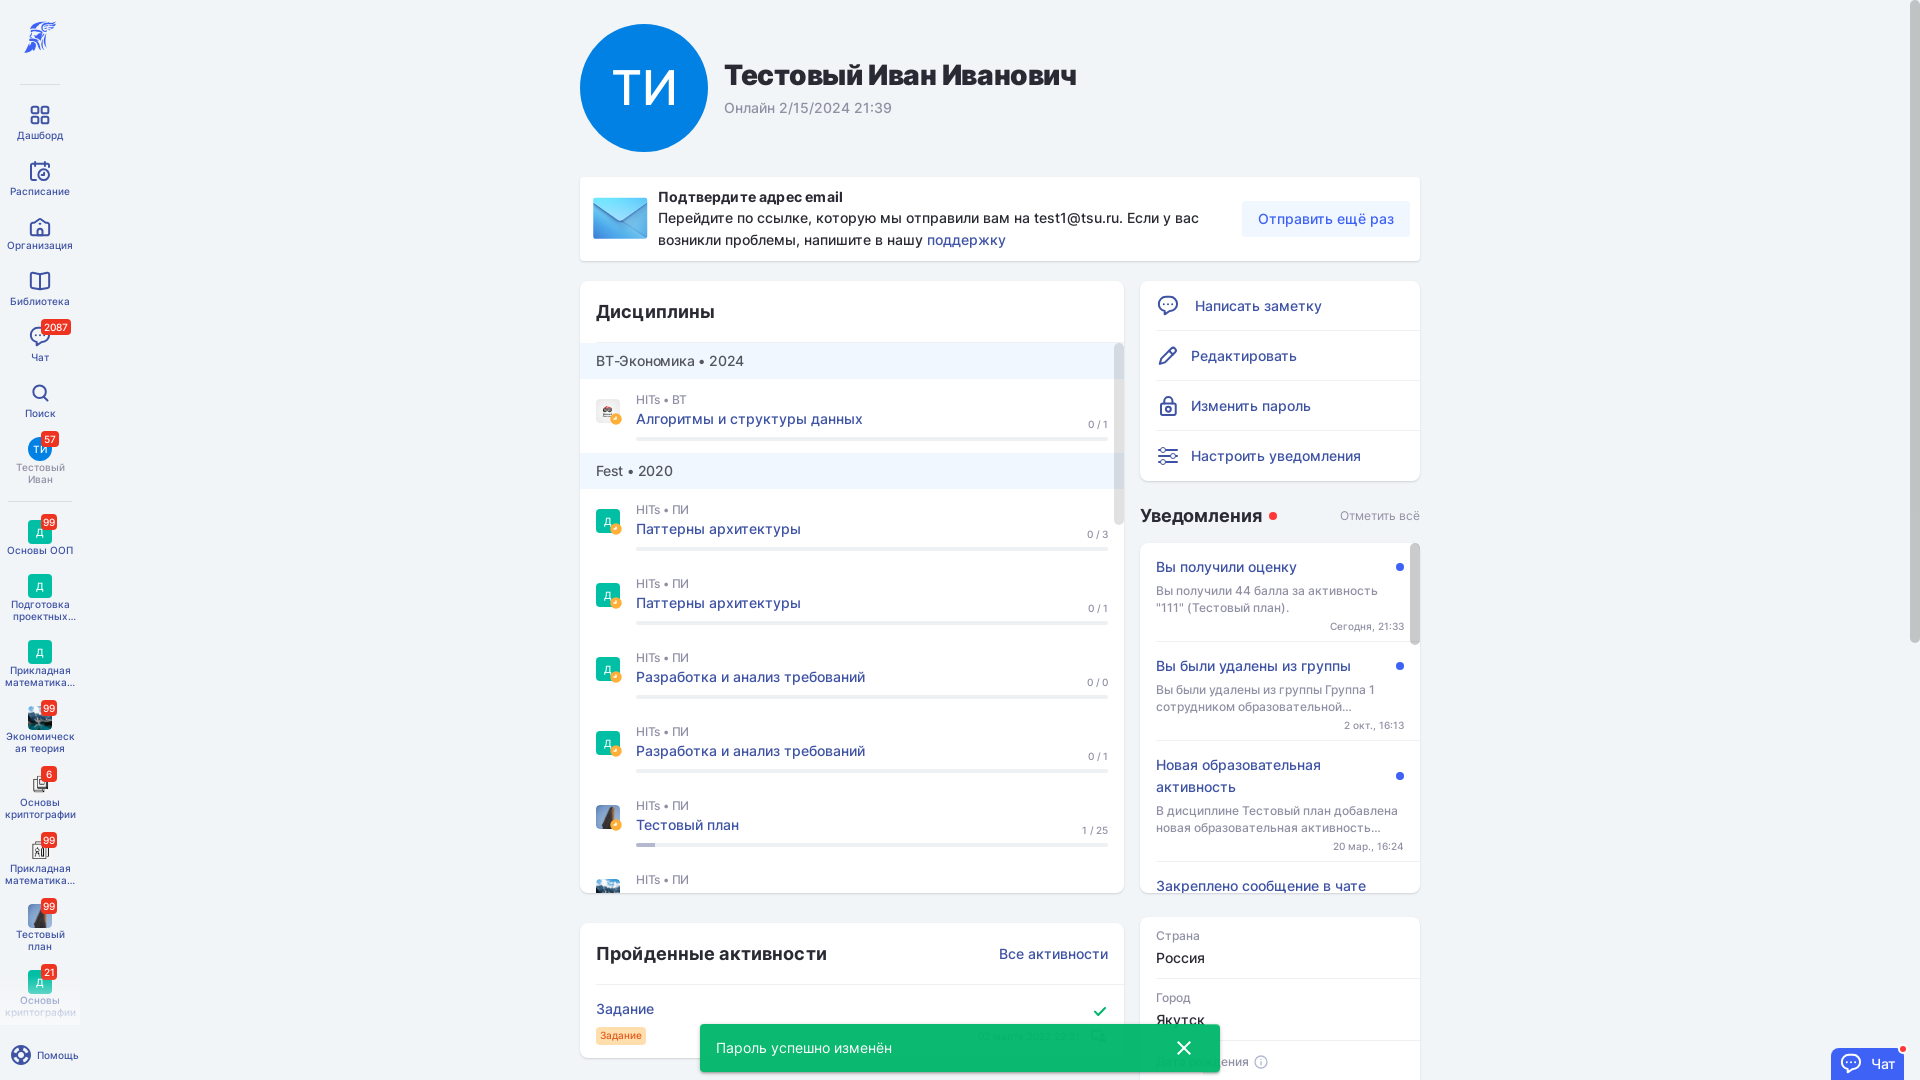 Дашборд
Расписание
Организация
Библиотека
2087
Чат
Поиск
57
ТИ
Тестовый
Иван
99
Д
Основы ООП
Д
Подготовка
проектных...
Д
Прикладная
математика...
99
Экономическ
ая теория
6
Основы
криптографии
99
Прикладная
математика...
99
Тестовый
план
21
Д
Основы
криптографии
Помощь
ТИ
Тестовый Иван Иванович
Онлайн 2/15/2024 21:39
Подтвердите адрес email
Перейдите по ссылке, которую мы отправили вам на test1@tsu.ru. Если у вас
возникли проблемы, напишите в нашу поддержку
Отправить ещё раз
Дисциплины
ВТ-Экономика • 2024
HITs • ВТ
Алгоритмы и структуры данных
0 / 1
Fest • 2020
Д
HITs • ПИ
Паттерны архитектуры
0 / 3
Д
HITs • ПИ
Паттерны архитектуры
0 / 1
Д
HITs • ПИ
Разработка и анализ требований
0 / 0
Д
HITs • ПИ
Разработка и анализ требований
0 / 1
HITs • ПИ
Тестовый план
1 / 25
HITs • ПИ
Пройденные активности
Все активности
Задание
Задание
Написать заметку
Редактировать
Изменить пароль
Настроить уведомления
Уведомления
Отметить всё
Вы получили оценку
Вы получили 44 балла за активность
"111" (Тестовый план).
Сегодня, 21:33
Вы были удалены из группы
Вы были удалены из группы Группа 1
сотрудником образовательной...
2 окт., 16:13
Новая образовательная
активность
В дисциплине Тестовый план добавлена
новая образовательная активность...
20 мар., 16:24
Закреплено сообщение в чате
Страна
Россия
Город
Якутск
Пароль успешно изменён
Чат